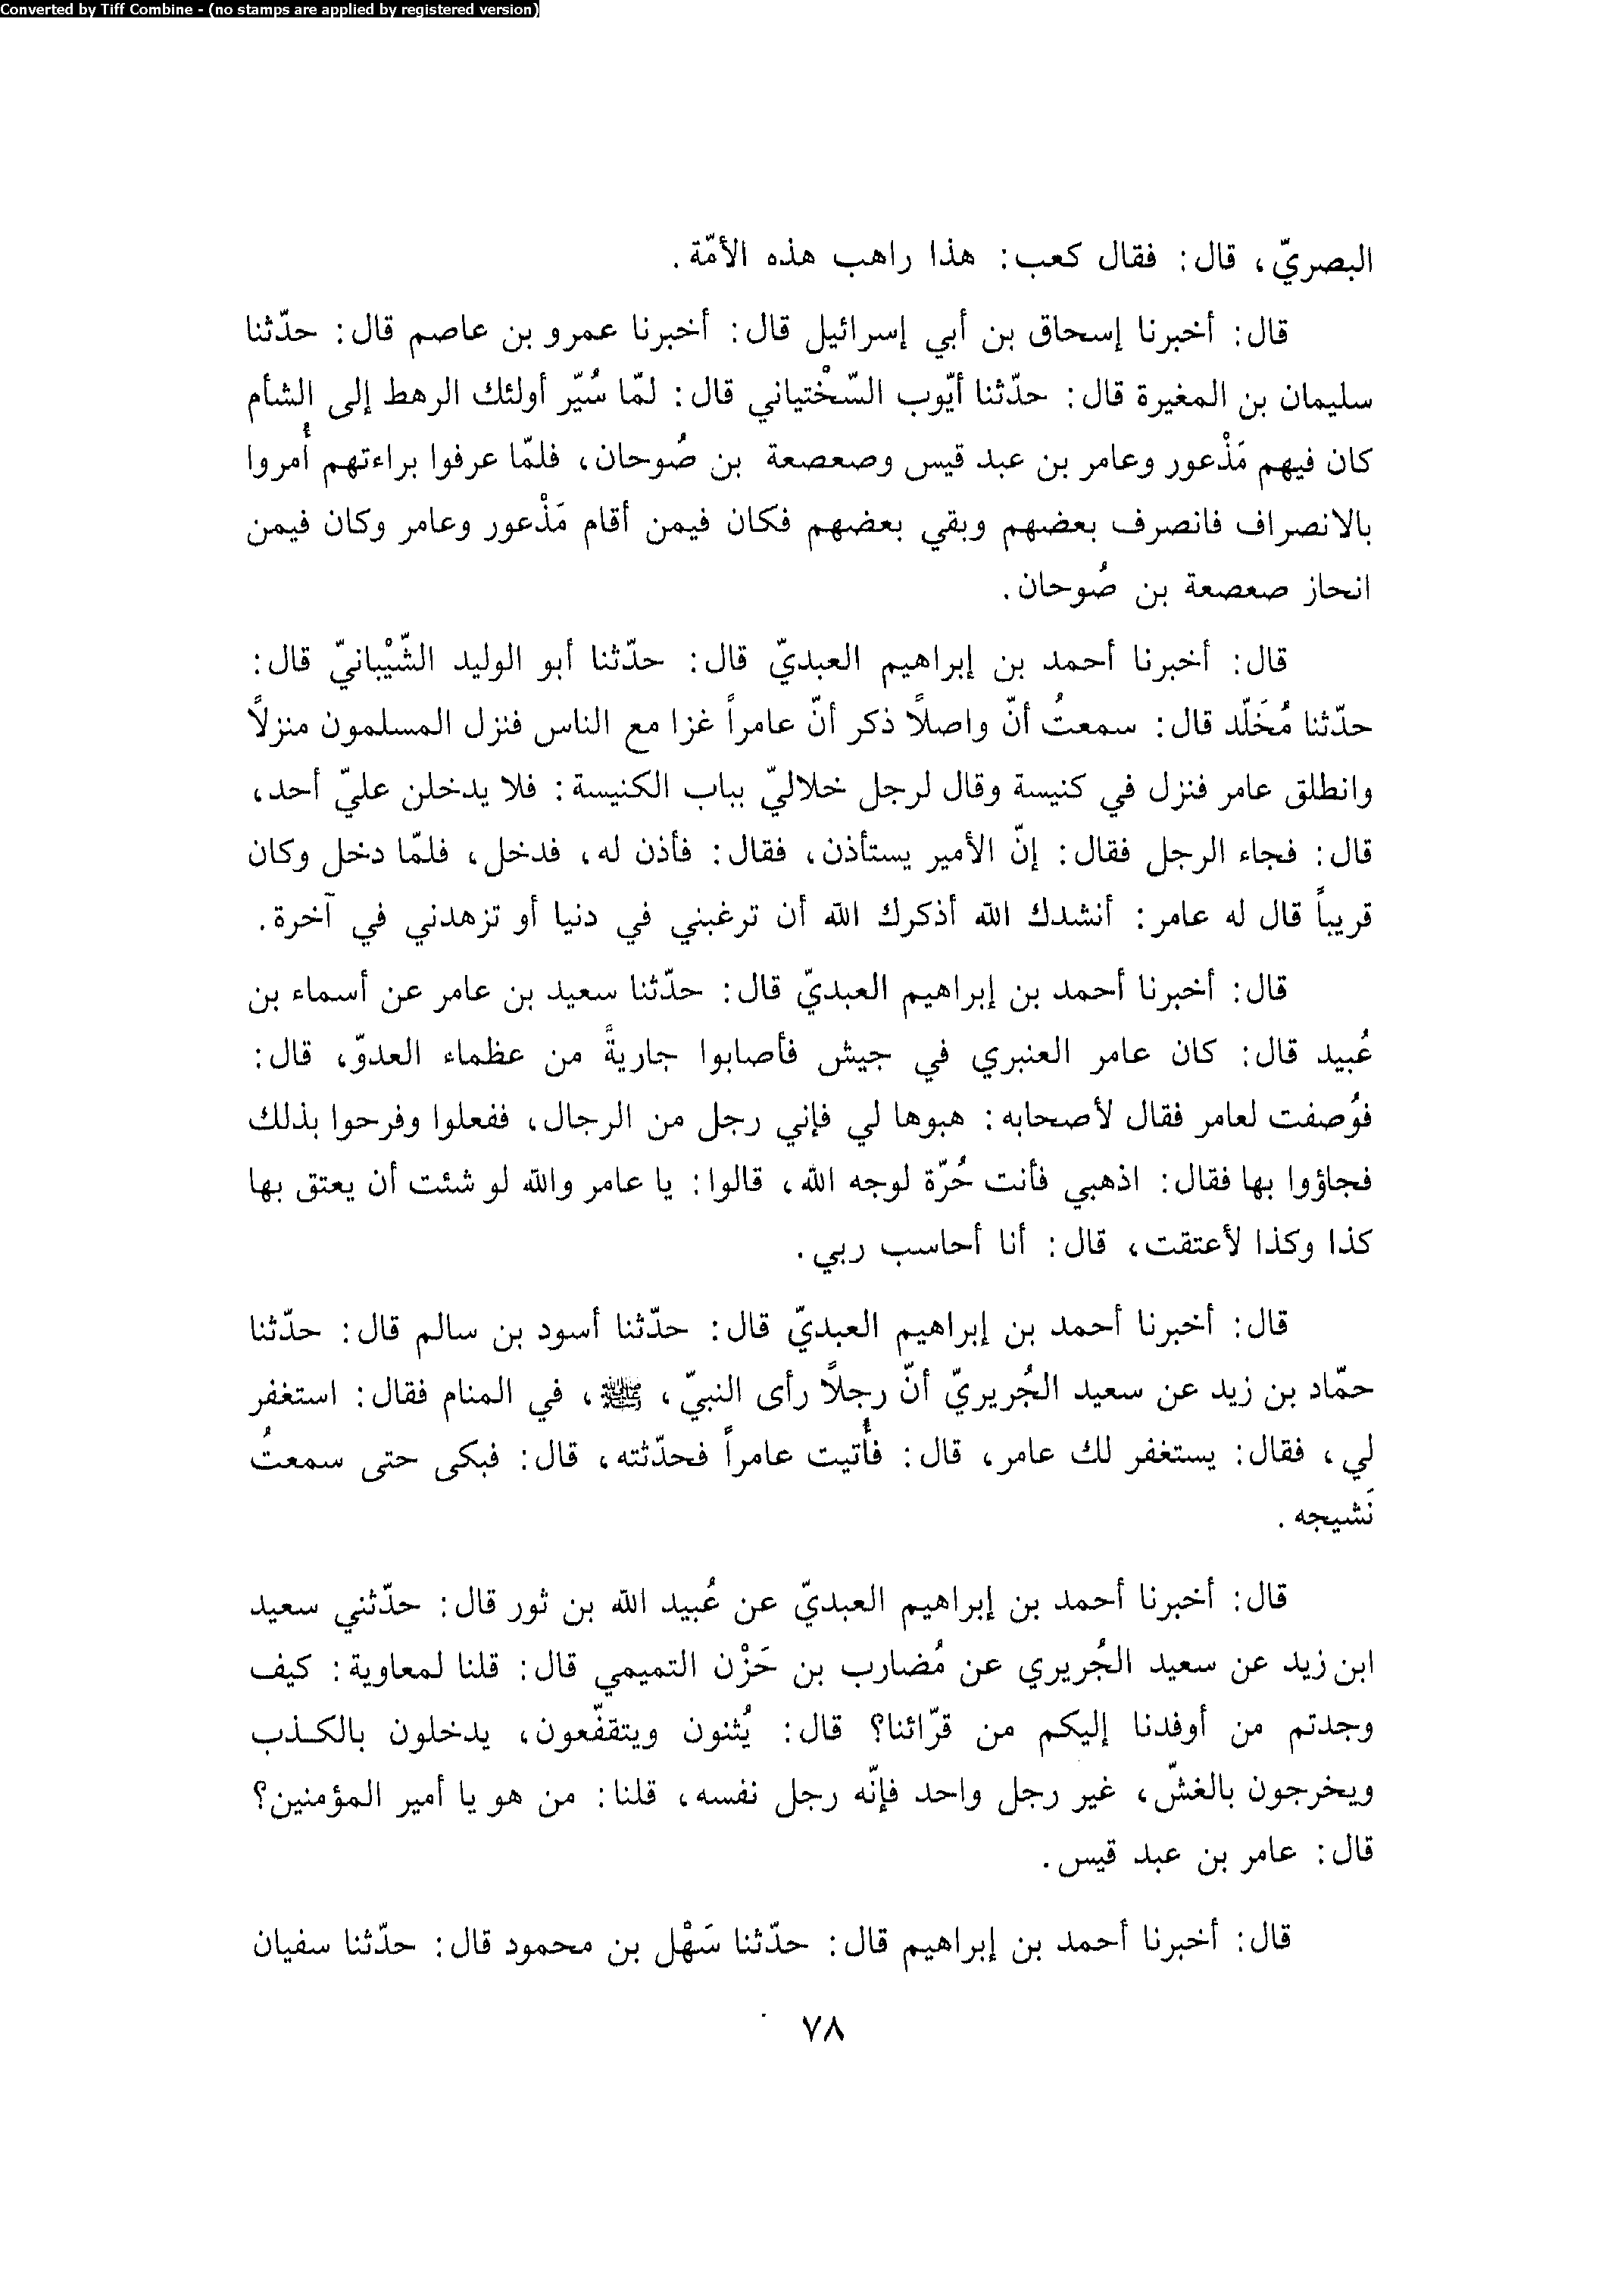 Converted by Tiff Combine - (no stamps are applied by registered version)
البصريّ، قال: فقال كعب: هذا راهب هذه الأمّة.
قال: أخبرنا إسحاق بن أبي إسرائيل قال: أخبرنا عمرو بن عاصم قال: حدّثنا
سليمان بن المغيرة قال: حدّثنا أيّوب السّخْتياني قال: لمّا سُيّر أولئك الرهط إلى الشأم
كان فيهم مَذْعور وعامر بن عبد قيس وصعصعة بن صُوحان، فلمّا عرفوا براءتهم أُمروا
بالانصراف فانصرف بعضهم وبقي بعضهم فكان فيمن أقام مَذْعور وعامر وكان فيمن
انحاز صعصعة بن صُوحان.
قال: أخبرنا أحمد بن إبراهيم العبديّ قال: حدّثنا أبو الوليد الشّيْبانيّ قال:
حدّثنا مُخَلّد قال: سمعتُ أنّ واصلاً ذكر أنّ عامراً غزا مع الناس فنزل المسلمون منزلاً
وانطلق عامر فنزل في كنيسة وقال لرجل خلاليّ بباب الكنيسة: فلا يدخلن عليّ أحد،
قال: فجاء الرجل فقال: إنّ الأمير يستأذن، فقال: فأذن له، فدخل، فلمّا دخل وكان
قريباً قال له عامر: أنشدك الله أذكرك الله أن ترغبني في دنيا أو تزهدني في آخرة.
قال: أخبرنا أحمد بن إبراهيم العبديّ قال: حدّثنا سعيد بن عامر عن أسماء بن
عُبيد قال: كان عامر العنبري في جيش فأصابوا جاريةً من عظماء العدوّ، قال:
فوُصفت لعامر فقال لأصحابه: هبوها لي فإني رجل من الرجال، ففعلوا وفرحوا بذلك
فجاؤوا بها فقال: اذهبي فأنت حُرّة لوجه الله، قالوا: يا عامر والله لو شئت أن يعتق بها
كذا وكذا لأعتقت، قال: أنا أحاسب ربي.
قال: أخبرنا أحمد بن إبراهيم العبديّ قال: حدّثنا أسود بن سالم قال: حدّثنا
حمّاد بن زيد عن سعيد الجُريريّ أنّ رجلاً رأى النبيّ، ﷺ، في المنام فقال: استغفر
لي، فقال: يستغفر لك عامر، قال: فأُتيت عامراً فحدّثته، قال: فبكى حتى سمعتُ
نَشيجه.
قال: أخبرنا أحمد بن إبراهيم العبديّ عن عُبيد الله بن ثور قال: حدّثني سعيد
ابن زيد عن سعيد الجُريري عن مُضارب بن حَزْن التميمي قال: قلنا لمعاوية: كيف
وجدتم من أوفدنا إليكم من قرّائنا؟ قال: يُثنون ويتقفّعون، يدخلون بالكذب
ويخرجون بالغشّ، غير رجل واحد فإنّه رجل نفسه، قلنا: من هو يا أمير المؤمنين؟
قال: عامر بن عبد قيس.
قال: أخبرنا أحمد بن إبراهيم قال: حدّثنا سَهْل بن محمود قال: حدّثنا سفيان
٧٨